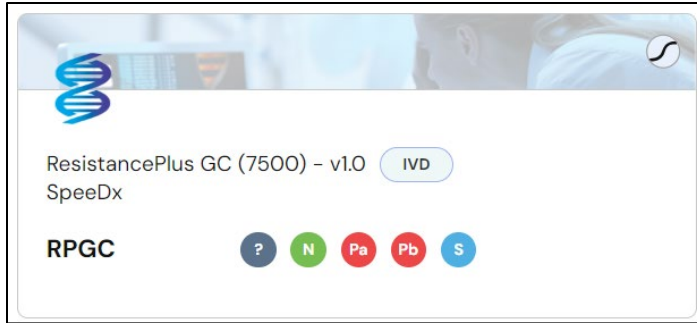 ResistancePlus GC (7500) - v1.0 IVD
SpeeDx
RPGC ? N Pa Pb S